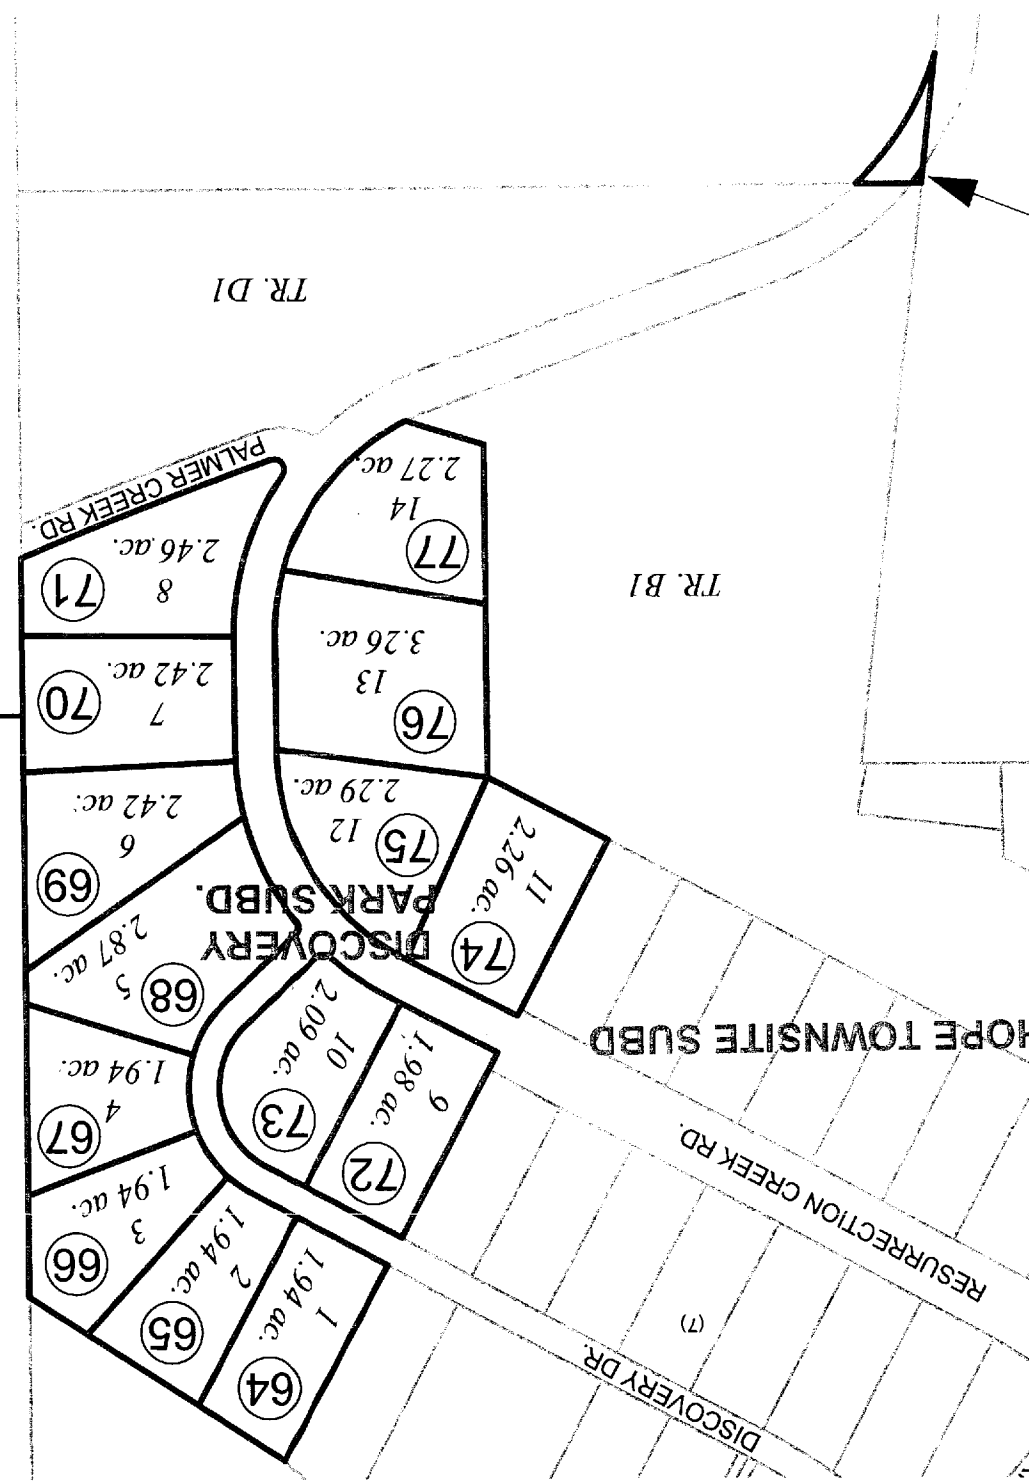 64
1
1.94 ac.
65
2
1.94 ac.
66
3
1.94 ac.
67
4
1.94 ac.
68
5
2.87 ac.
69
6
2.42 ac.
70
7
2.42 ac.
71
8
2.46 ac.
72
9
1.98 ac.
73
10
2.09 ac.
74
11
2.26 ac.
75
12
2.29 ac.
76
13
3.26 ac.
77
14
2.27 ac.
DISCOVERY DR.
(7)
RESURRECTION CREEK RD.
HOPE TOWNSITE SUBD
DISCOVERY
PARK SUBD.
TR. B1
PALMER CREEK RD.
TR. D1